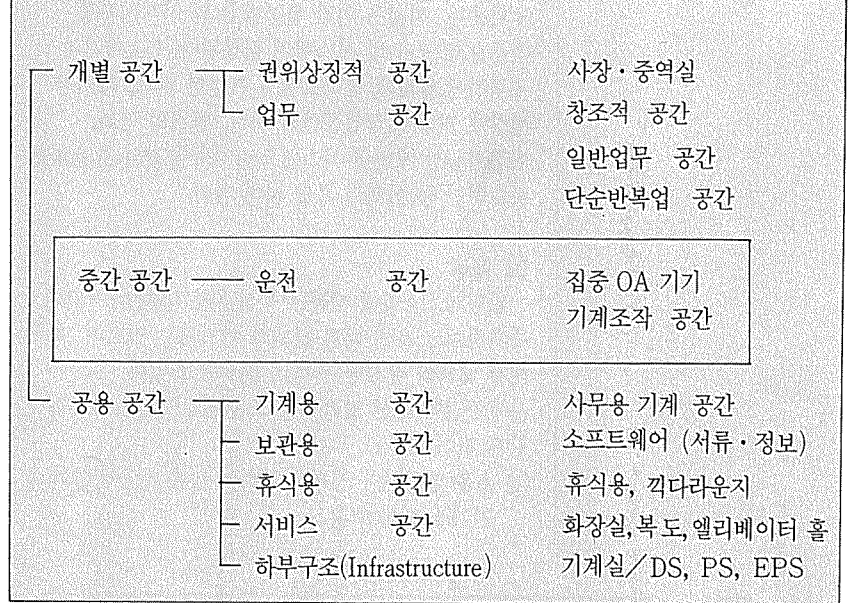 개별 공간 권위상징적 공간 사장·중역실
업무 공간 창조적 공간
일반업무 공간
단순반복업 공간
중간 공간 운전 공간 집중 OA 기기
기계조작 공간
공용 공간 기계용 공간 사무용 기계 공간
보관용 공간 소프트웨어 (서류·정보)
휴식용 공간 휴식용, 끽다라운지
서비스 공간 화장실, 복도, 엘리베이터 홀
하부구조(Infrastructure) 기계실/DS, PS, EPS